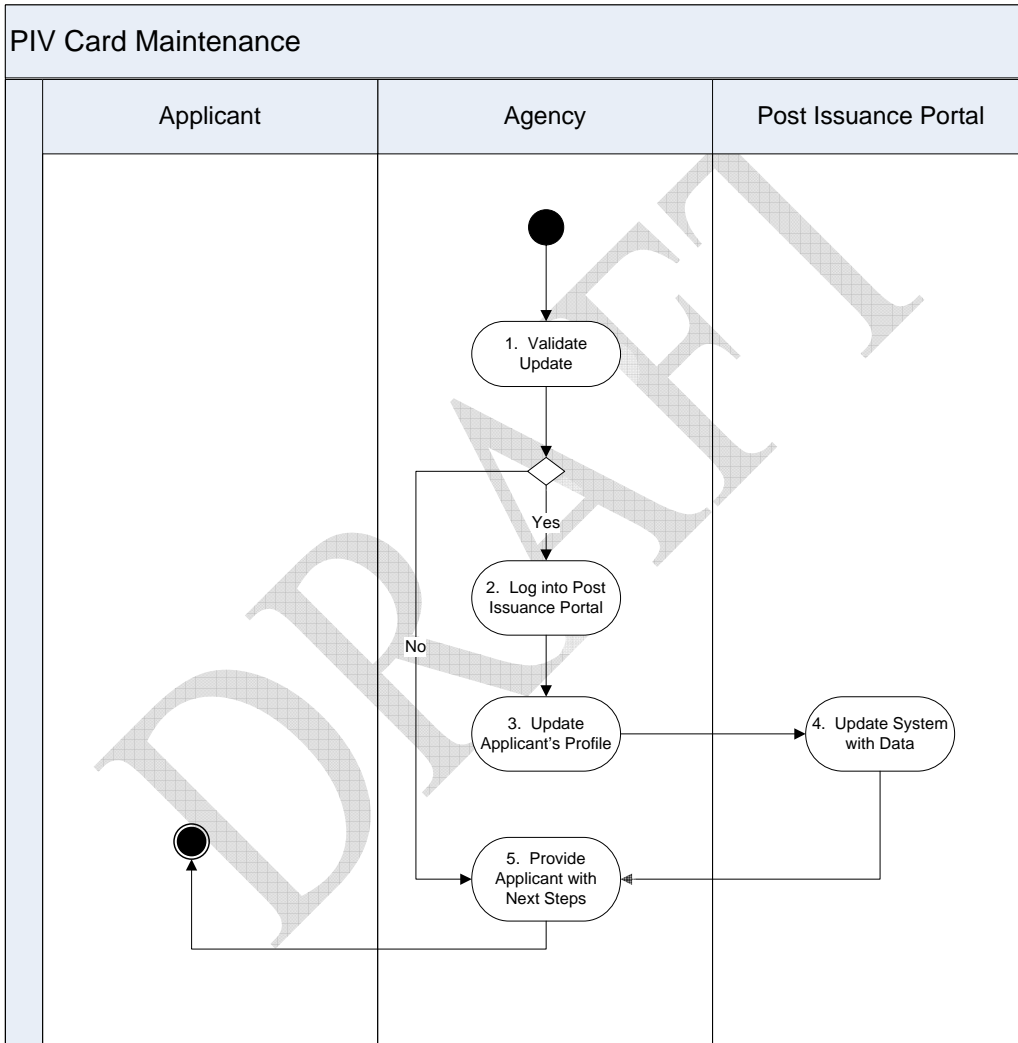 PIV Card Maintenance
Applicant
Agency
Post Issuance Portal
1. Validate
Update
Yes
2. Log into Post
Issuance Portal
No
3. Update
Applicant's Profile
4. Update System
with Data
5. Provide
Applicant with
Next Steps
DRAFT